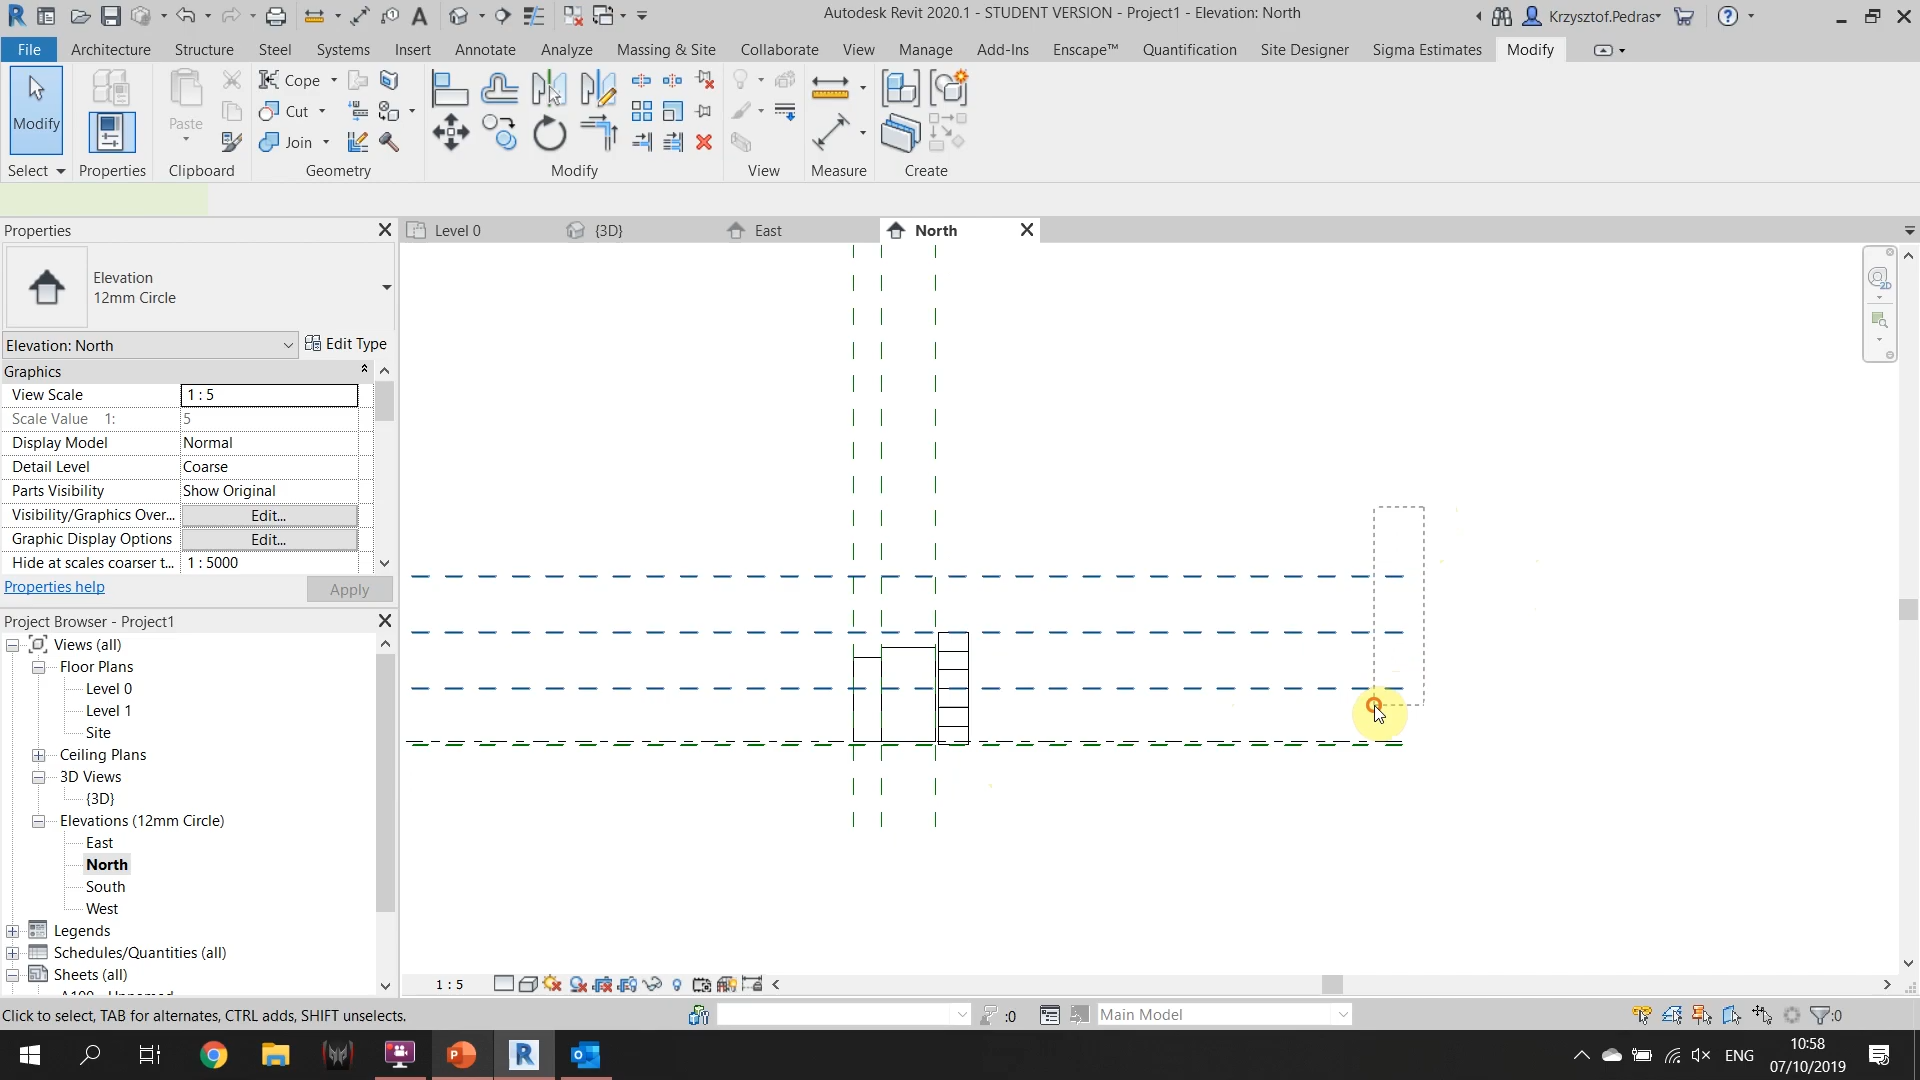 Autodesk Revit 2020.1 - STUDENT VERSION - Project1 - Elevation: North
Krzysztof.Pedras
File Architecture Structure Steel Systems Insert Annotate Analyze Massing & Site Collaborate View Manage Add-Ins Enscape™ Quantification Site Designer Sigma Estimates Modify
Modify
Paste
Cope
Cut
Join
Select Properties Clipboard Geometry Modify View Measure Create
Properties
Level 0 {3D} East North
Elevation
12mm Circle
Elevation: North Edit Type
Graphics
View Scale 1 : 5
Scale Value 1: 5
Display Model Normal
Detail Level Coarse
Parts Visibility Show Original
Visibility/Graphics Over... Edit...
Graphic Display Options Edit...
Hide at scales coarser t... 1 : 5000
Properties help Apply
Project Browser - Project1
Views (all)
Floor Plans
Level 0
Level 1
Site
Ceiling Plans
3D Views
{3D}
Elevations (12mm Circle)
East
North
South
West
Legends
Schedules/Quantities (all)
Sheets (all)
2D
1 : 5
Click to select, TAB for alternates, CTRL adds, SHIFT unselects.
:0
Main Model
:0
ENG
10:58
07/10/2019